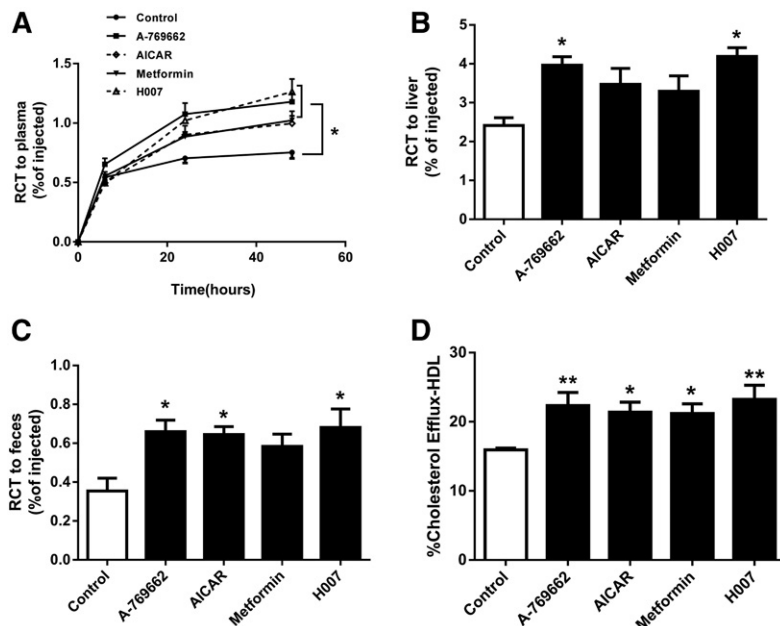 A
Control
A-769662
AICAR
Metformin
H007
RCT to plasma
(%of injected)
1.5
1.0
0.5
0.0
*
0
20
40
60
Time(hours)
B
RCT to liver
(% of injected)
5
4
3
2
1
0
*
*
Control
A-769662
AICAR
Metformin
H007
C
RCT to feces
(%of injected)
1.0
0.8
0.6
0.4
0.2
0.0
*
*
*
Control
A-769662
AICAR
Metformin
H007
D
%Cholesterol Efflux-HDL
30
20
10
0
**
*
*
**
Control
A-769662
AICAR
Metformin
H007